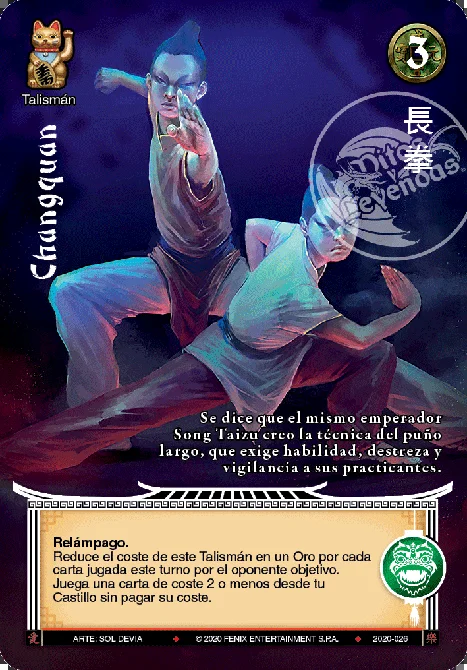 Talismán
3
長
拳
Mitos y
Leyendas
Changquan
Se dice que el mismo emperador
Song Taizu creo la técnica del puño
largo, que exige habilidad, destreza y
vigilancia a sus practicantes.
Relámpago.
Reduce el coste de este Talismán en un Oro por cada
carta jugada este turno por el oponente objetivo.
Juega una carta de coste 2 o menos desde tu
Castillo sin pagar su coste.
ARTE: SOL DEVIA ◆ © 2020 FENIX ENTERTAINMENT S.P.A. ◆ 2020-026